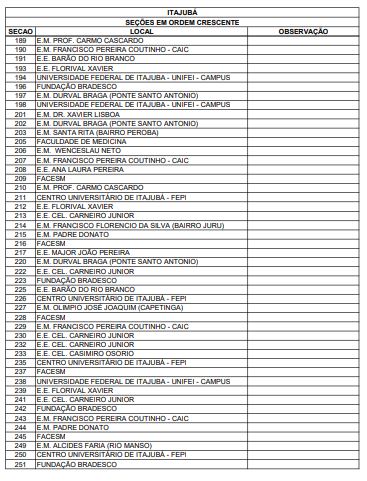 ITAJUBÁ
SEÇÕES EM ORDEM CRESCENTE
SECAO LOCAL OBSERVAÇÃO
189 E.M. PROF. CARMO CASCARDO
190 E.M. FRANCISCO PEREIRA COUTINHO - CAIC
191 E.E. BARÃO DO RIO BRANCO
193 E.E. FLORIVAL XAVIER
194 UNIVERSIDADE FEDERAL DE ITAJUBA - UNIFEI - CAMPUS
196 FUNDAÇÃO BRADESCO
197 E.M. DURVAL BRAGA (PONTE SANTO ANTONIO)
198 UNIVERSIDADE FEDERAL DE ITAJUBA - UNIFEI - CAMPUS
201 E.M. DR. XAVIER LISBOA
202 E.M. DURVAL BRAGA (PONTE SANTO ANTONIO)
203 E.M. SANTA RITA (BAIRRO PEROBA)
205 FACULDADE DE MEDICINA
206 E.M. WENCESLAU NETO
207 E.M. FRANCISCO PEREIRA COUTINHO - CAIC
208 E.E. ANA LAURA PEREIRA
209 FACESM
210 E.M. PROF. CARMO CASCARDO
211 CENTRO UNIVERSITÁRIO DE ITAJUBÁ - FEPI
212 E.E. FLORIVAL XAVIER
213 E.E. CEL. CARNEIRO JUNIOR
214 E.M. FRANCISCO FLORENCIO DA SILVA (BAIRRO JURU)
215 E.M. PADRE DONATO
216 FACESM
217 E.E. MAJOR JOÃO PEREIRA
220 E.M. DURVAL BRAGA (PONTE SANTO ANTONIO)
222 E.E. CEL. CARNEIRO JUNIOR
223 FUNDAÇÃO BRADESCO
225 E.E. BARÃO DO RIO BRANCO
226 CENTRO UNIVERSITÁRIO DE ITAJUBÁ - FEPI
227 E.M. OLIMPIO JOSÉ JOAQUIM (CAPETINGA)
228 FACESM
229 E.M. FRANCISCO PEREIRA COUTINHO - CAIC
230 E.E. CEL. CARNEIRO JUNIOR
232 E.E. CEL. CARNEIRO JUNIOR
233 E.E. CEL. CASIMIRO OSORIO
235 CENTRO UNIVERSITÁRIO DE ITAJUBÁ - FEPI
237 FACESM
238 UNIVERSIDADE FEDERAL DE ITAJUBA - UNIFEI - CAMPUS
239 E.E. FLORIVAL XAVIER
241 E.E. CEL. CARNEIRO JUNIOR
242 FUNDAÇÃO BRADESCO
243 E.M. FRANCISCO PEREIRA COUTINHO - CAIC
244 E.M. PADRE DONATO
245 FACESM
249 E.M. ALCIDES FARIA (RIO MANSO)
250 CENTRO UNIVERSITÁRIO DE ITAJUBÁ - FEPI
251 FUNDAÇÃO BRADESCO